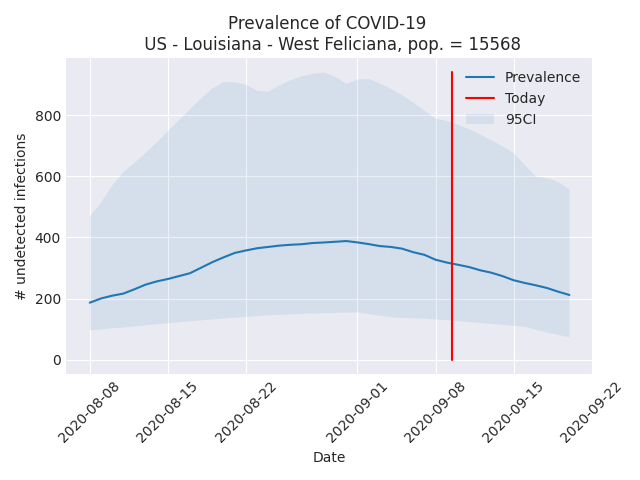 Prevalence of COVID-19
US - Louisiana - West Feliciana, pop. = 15568
Prevalence
Today
95CI
# undetected infections
800
600
400
200
0
2020-08-08
2020-08-15
2020-08-22
2020-09-01
2020-09-08
2020-09-15
2020-09-22
Date